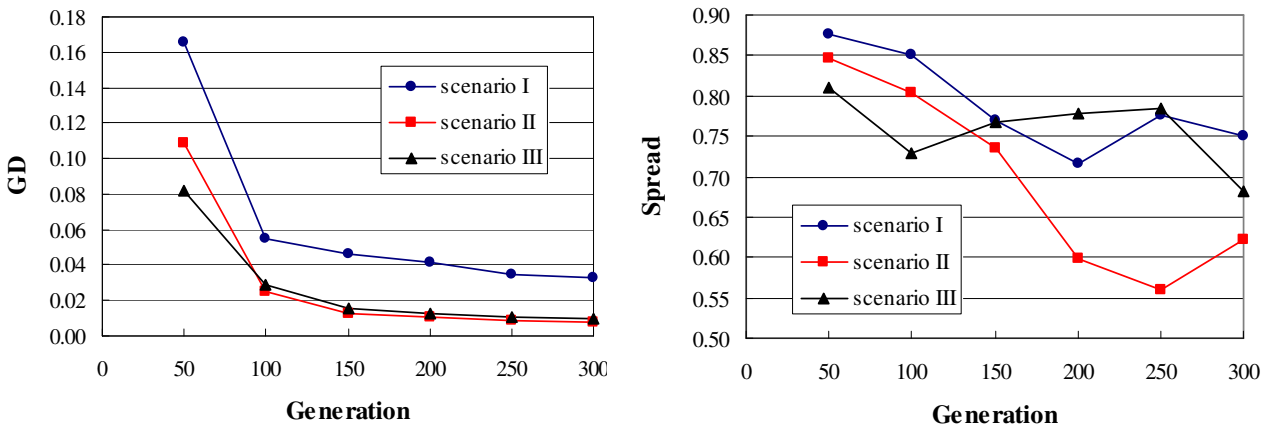 0.18
0.16
0.14
0.12
0.10
0.08
0.06
0.04
0.02
0.00
GD
scenario I
scenario II
scenario III
0 50 100 150 200 250 300
Generation
0.90
0.85
0.80
0.75
0.70
0.65
0.60
0.55
0.50
Spread
scenario I
scenario II
scenario III
0 50 100 150 200 250 300
Generation